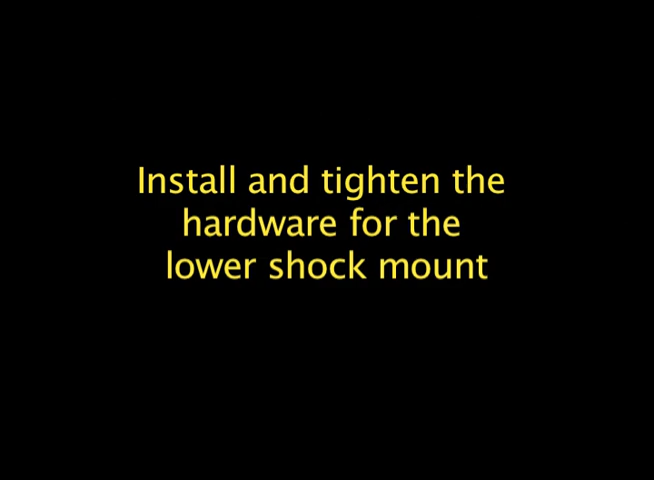 Install and tighten the
hardware for the
lower shock mount